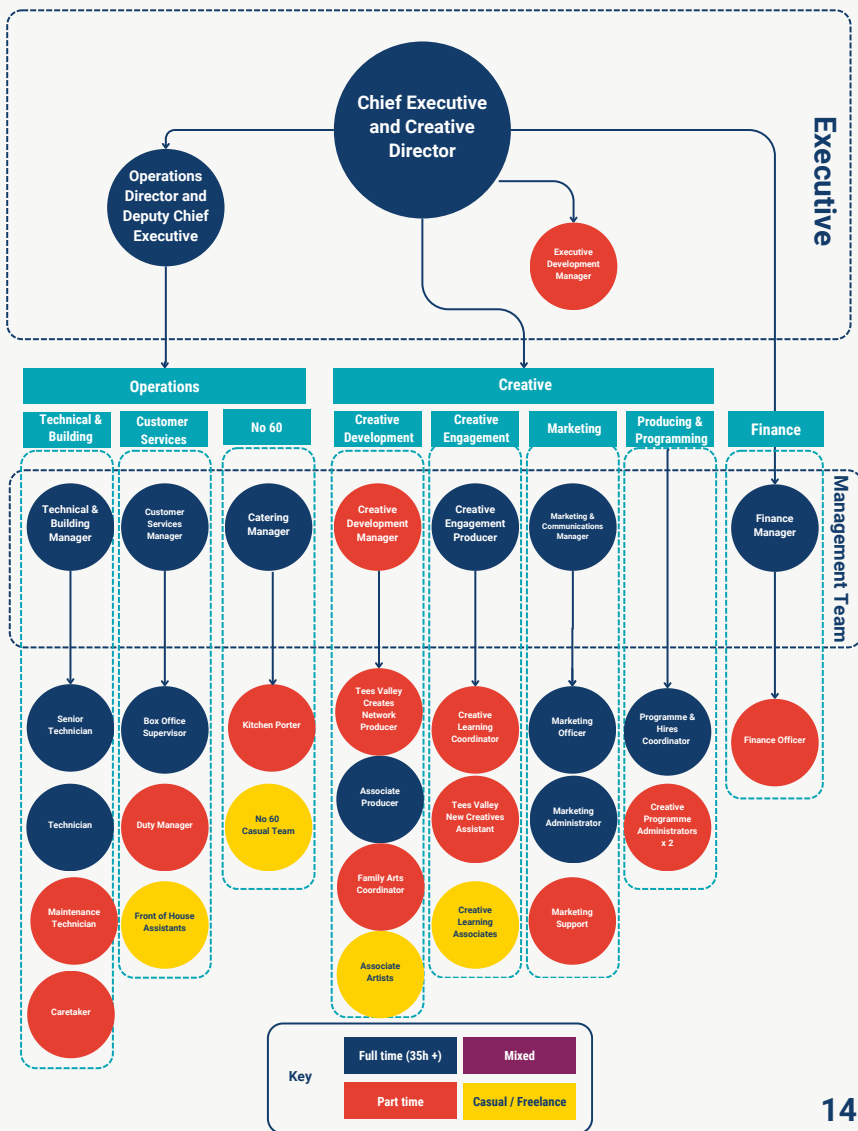 Chief Executive
and Creative
Director
Executive
Operations
Director and
Deputy Chief
Executive
Executive
Development
Manager
Operations
Creative
Technical &
Building
Customer
Services
No 60
Creative
Development
Creative
Engagement
Marketing
Producing &
Programming
Finance
Management Team
Technical &
Building
Manager
Customer
Services
Manager
Catering
Manager
Creative
Development
Manager
Creative
Engagement
Producer
Marketing &
Communications
Manager
Finance
Manager
Senior
Technician
Box Office
Supervisor
Kitchen Porter
Tees Valley
Creates
Network
Producer
Creative
Learning
Coordinator
Marketing
Officer
Programme &
Hires
Coordinator
Finance Officer
Technician
Duty Manager
No 60
Casual Team
Associate
Producer
Tees Valley
New Creatives
Assistant
Marketing
Administrator
Creative
Programme
Administrators
x 2
Maintenance
Technician
Front of House
Assistants
Family Arts
Coordinator
Creative
Learning
Associates
Marketing
Support
Caretaker
Associate
Artists
Key
Full time (35h +)
Mixed
Part time
Casual / Freelance
14